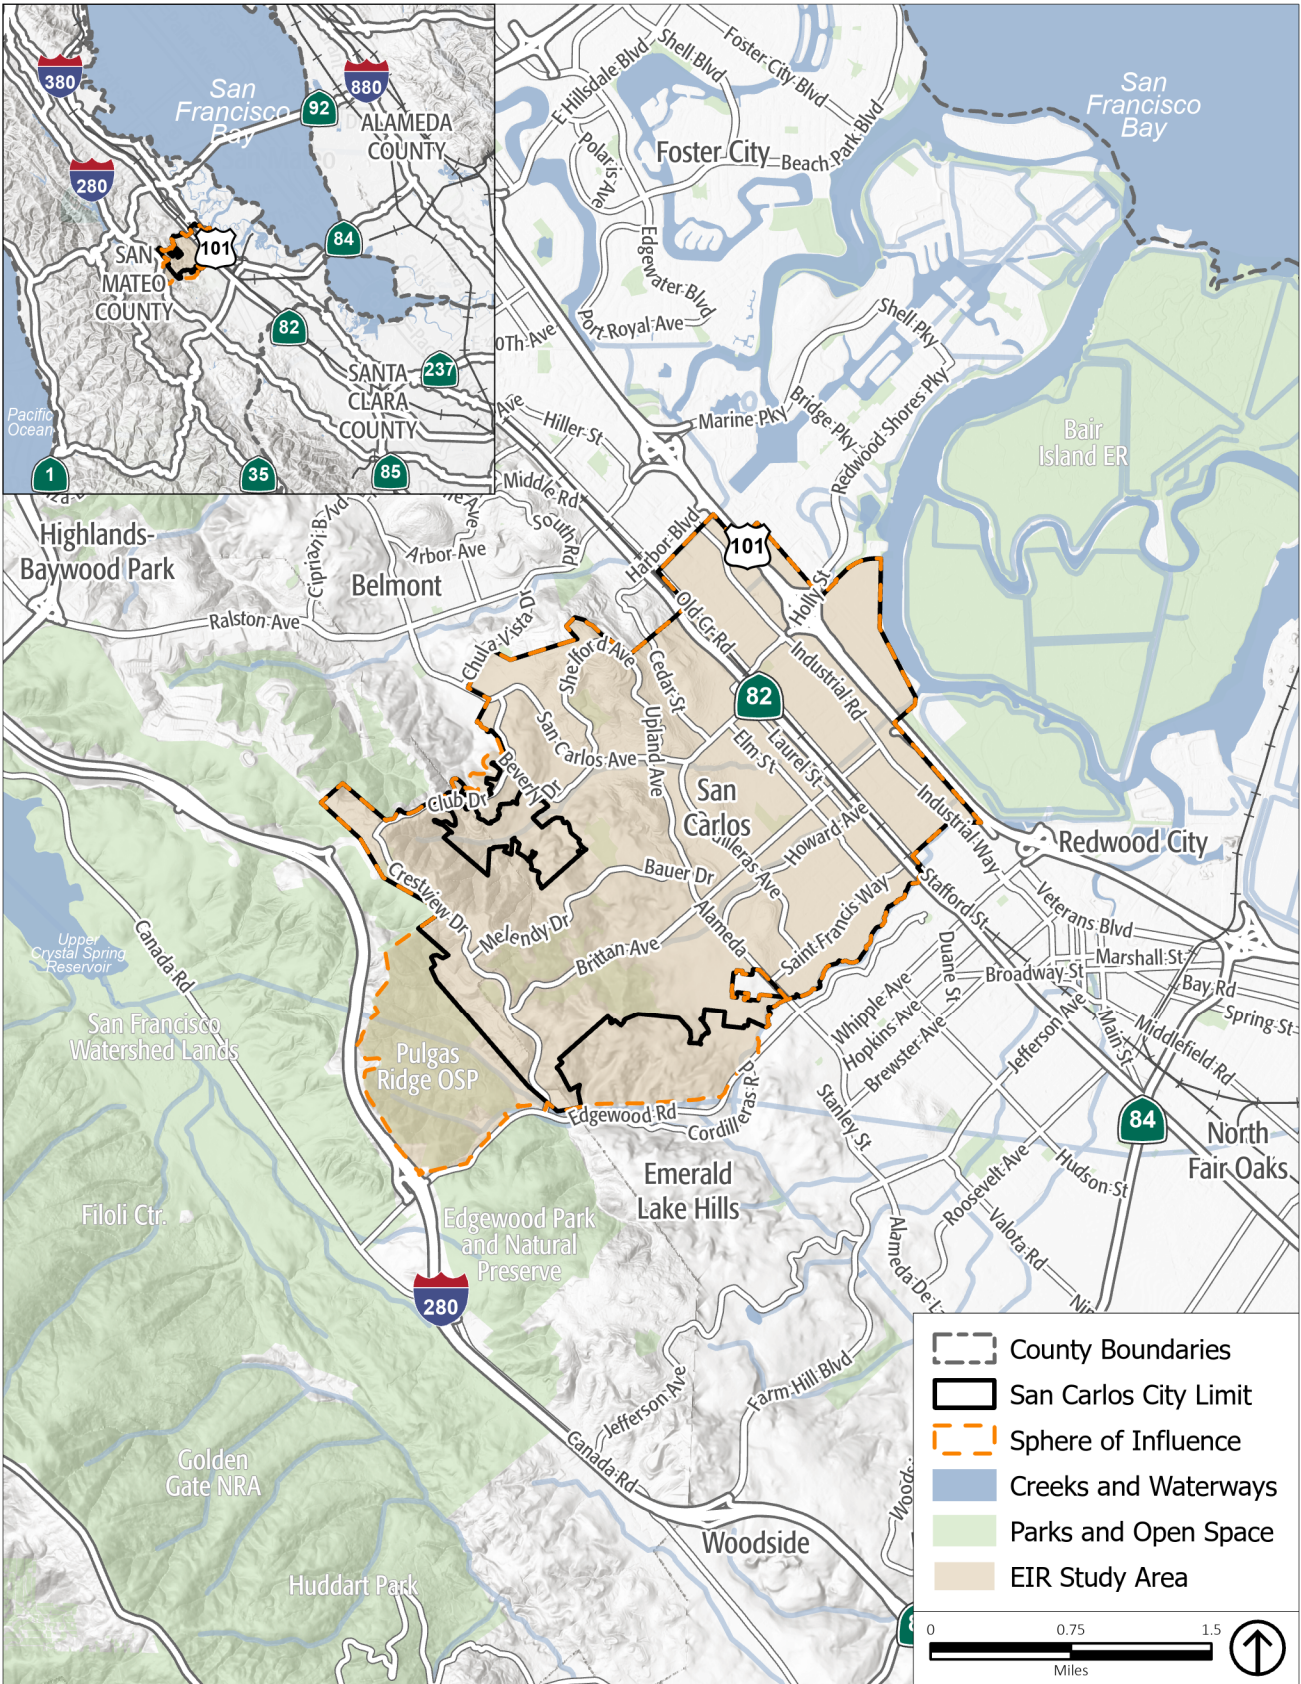 380
San
Francisco
Bay
92
880
ALAMEDA
COUNTY
280
SAN
MATEO
COUNTY
101
84
82
SANTA
CLARA
COUNTY
237
Pacific
Ocean
1
35
85
E Hillsdale Blvd
Shell Blvd
Foster City Blvd
San
Francisco
Bay
Polaris Ave
Foster City
Beach Park Blvd
Edgewater Blvd
Port Royal Ave
Shell Pky
Hiller St
Marine Pky
Bridge Pky
Redwood Shores Pky
Bair
Island ER
Middle Rd
South Rd
Highlands-
Baywood Park
Cipriani Blvd
Arbor Ave
Belmont
Harbor Blvd
101
Holly St
Ralston Ave
Chula Vista Dr
Shelford Ave
Cedar St
Old Cr Rd
82
Industrial Rd
San Carlos Ave
Upland Ave
Elm St
Laurel St
Beverly Dr
Club Dr
San
Carlos
Howard Ave
Industrial Way
Redwood City
Crestview Dr
Bauer Dr
Melendy Dr
Alameda
Brittan Ave
Saint Francis Way
Stafford St
Veterans Blvd
Canada Rd
Upper
Crystal Spring
Reservoir
Duane St
Broadway St
Marshall St
Bay Rd
Spring St
San Francisco
Watershed Lands
Pulgas
Ridge OSP
Whipple Ave
Hopkins Ave
Brewster Ave
Jefferson Ave
Main St
Middlefield Rd
Edgewood Rd
Stanley St
84
North
Fair Oaks
Emerald
Lake Hills
Hudson St
Roosevelt Ave
Valota Rd
Filoli Ctr.
Edgewood Park
and Natural
Preserve
280
Jefferson Ave
Farm Hill Blvd
Canada Rd
Golden
Gate NRA
Woodside
Huddart Park
County Boundaries
San Carlos City Limit
Sphere of Influence
Creeks and Waterways
Parks and Open Space
EIR Study Area
0 0.75 1.5
Miles